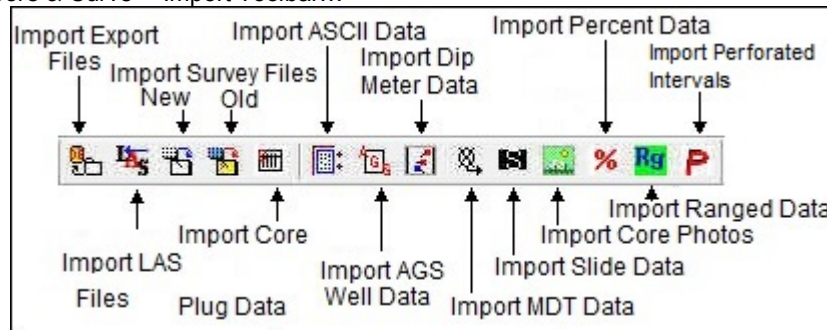 Import Export
Files
Import ASCII Data
Import Percent Data
Import Survey Files
New Old
Import Dip
Meter Data
Import Perforated
Intervals
LAS
AGS
%
Rg
P
Import LAS
Files
Import Core
Plug Data
Import AGS
Well Data
Import MDT Data
Import Slide Data
Import Core Photos
Import Ranged Data